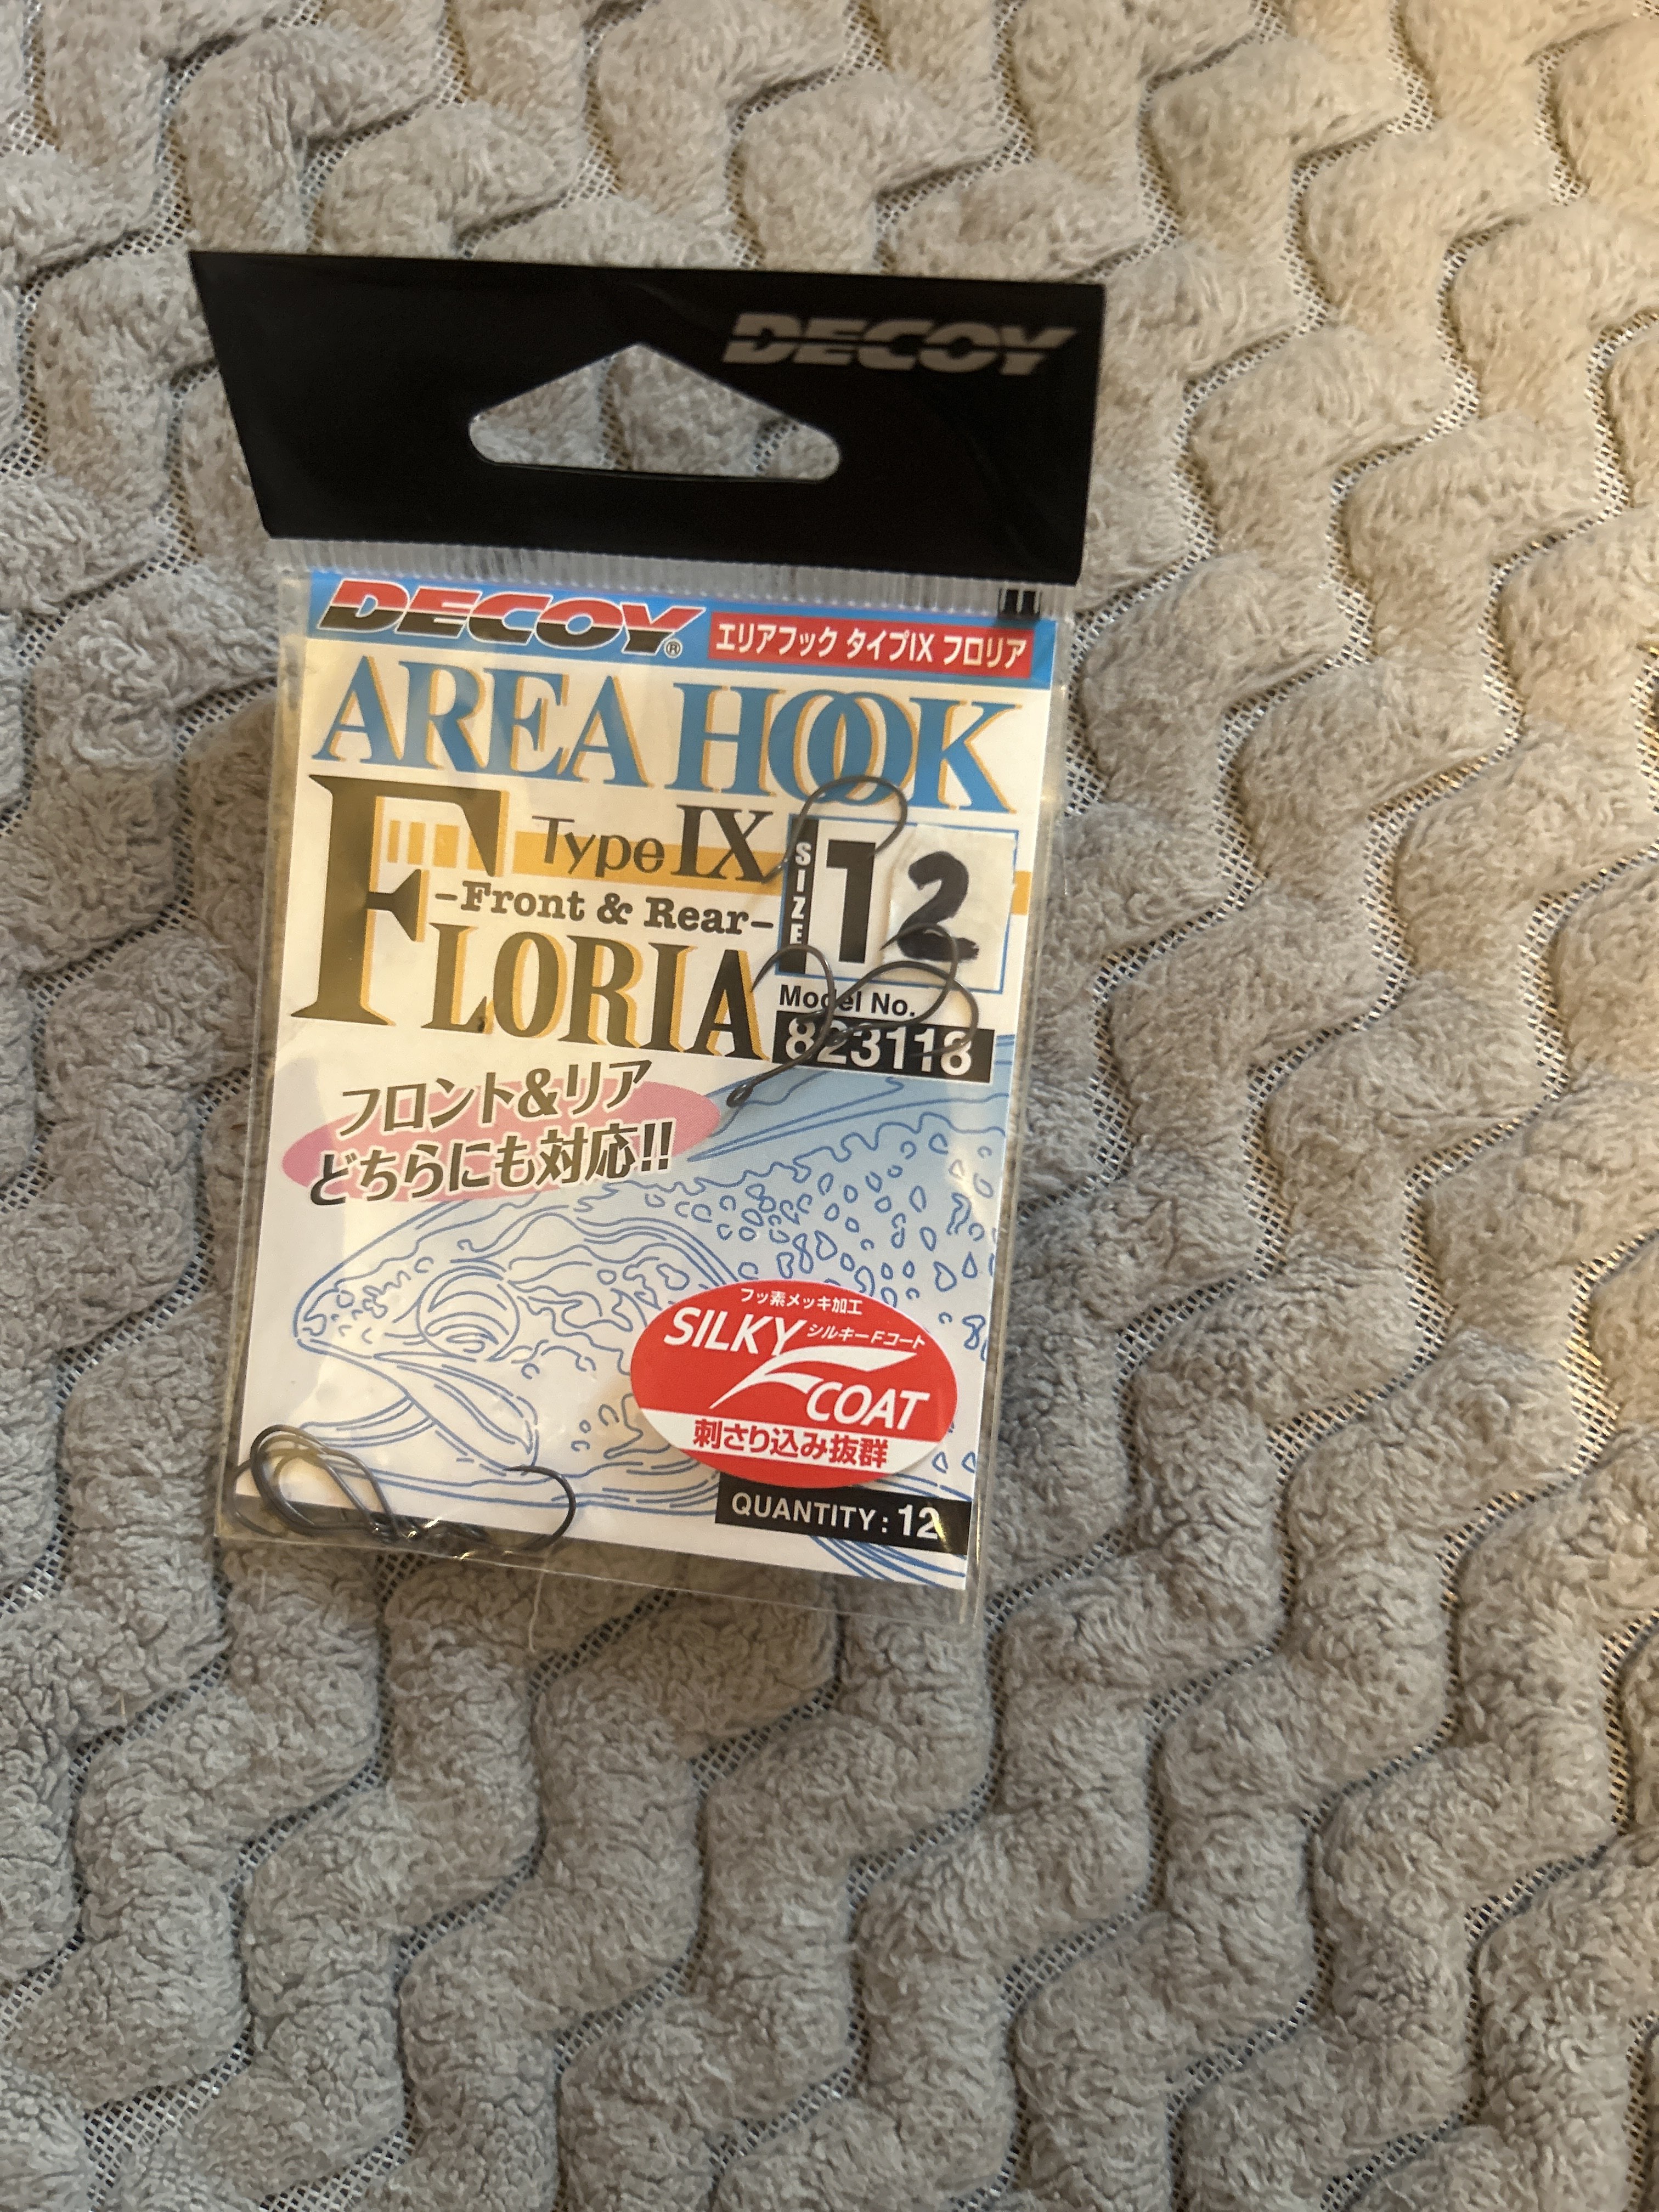 DECOY
DECOY® エリアフック タイプIX フロリア
AREA HOOK
Type IX
-Front & Rear-
FLORIA
SIZE 12
Model No.
823118
フロント&リア
どちらにも対応!!
フッ素メッキ加工
SILKY シルキーFコート
F COAT
刺さり込み抜群
QUANTITY: 12